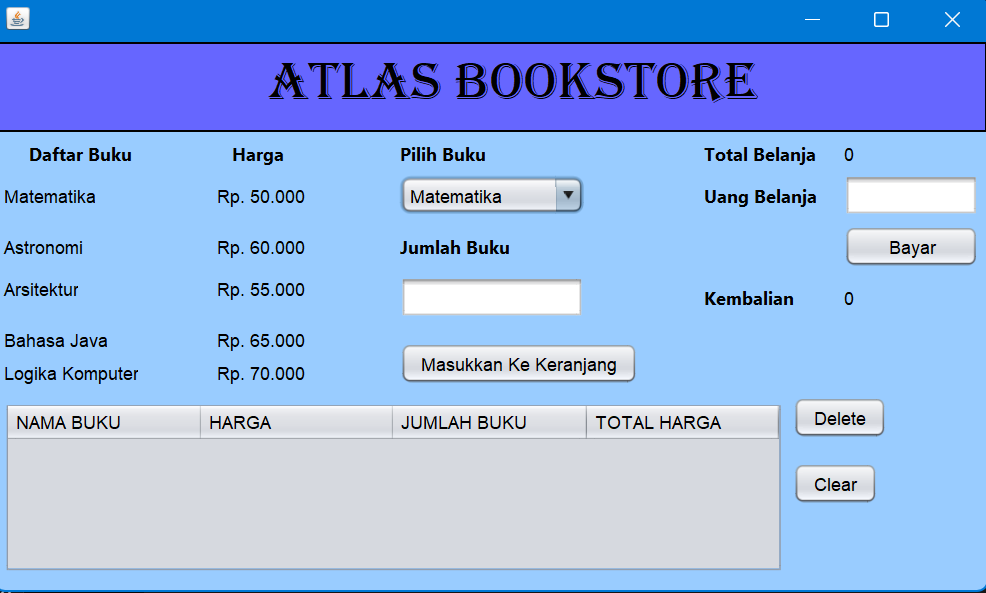 ATLAS BOOKSTORE
Daftar Buku Harga Pilih Buku Total Belanja 0
Matematika Rp. 50.000 Matematika Uang Belanja
Astronomi Rp. 60.000 Jumlah Buku Bayar
Arsitektur Rp. 55.000 Kembalian 0
Bahasa Java Rp. 65.000
Logika Komputer Rp. 70.000 Masukkan Ke Keranjang
NAMA BUKU HARGA JUMLAH BUKU TOTAL HARGA Delete
Clear